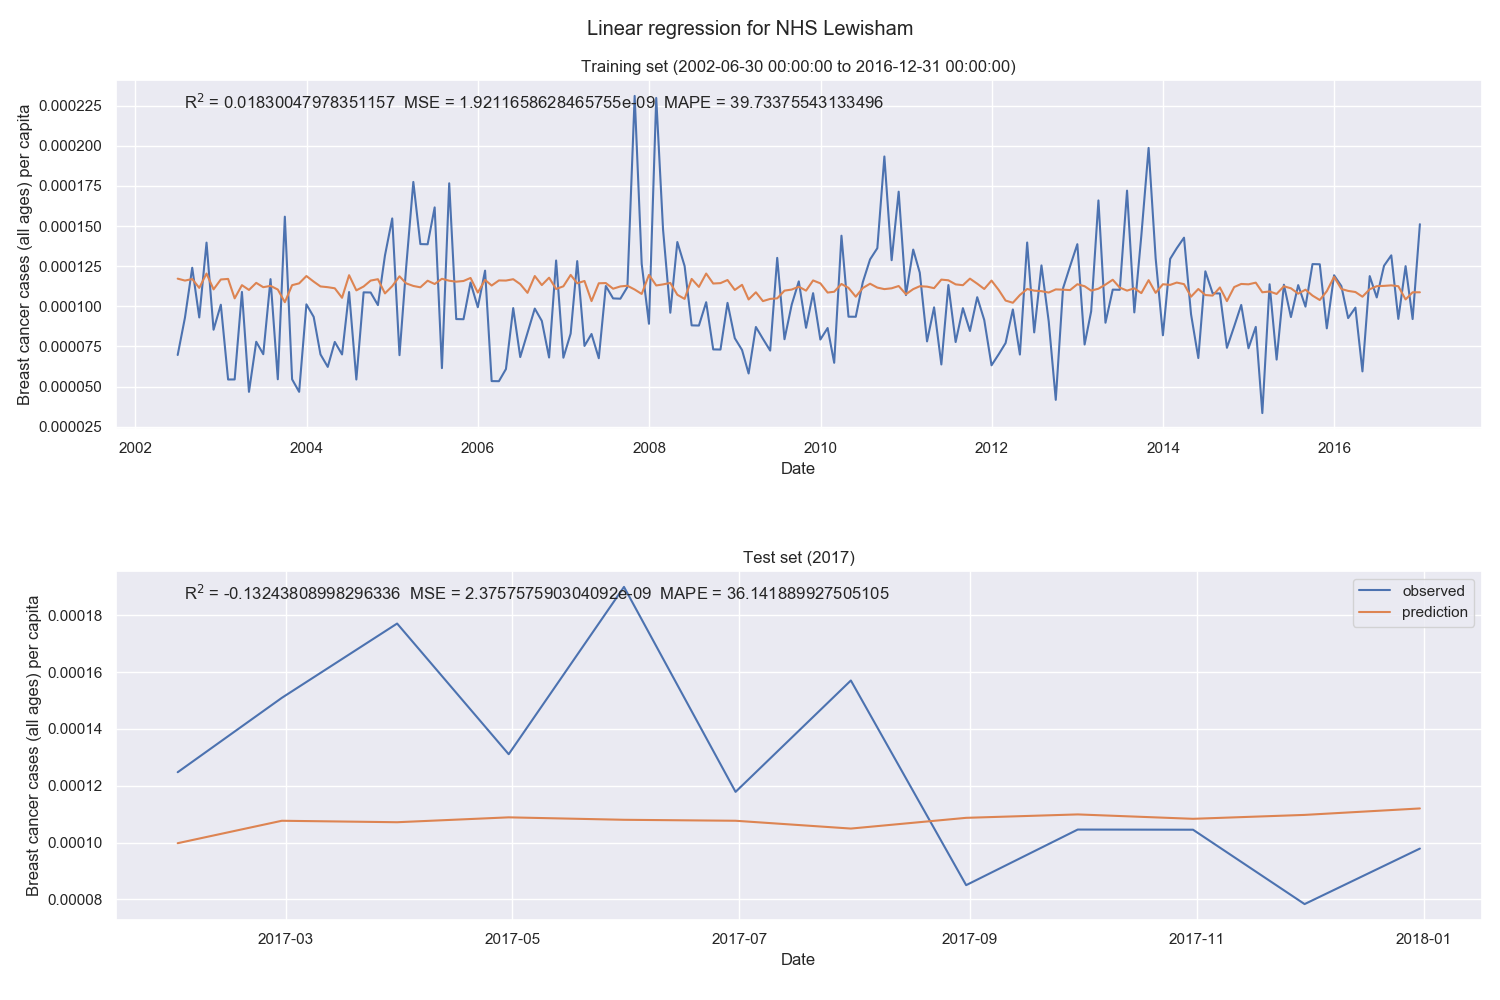 Linear regression for NHS Lewisham
Training set (2002-06-30 00:00:00 to 2016-12-31 00:00:00)
R² = 0.01830047978351157  MSE = 1.9211658628465755e-09  MAPE = 39.73375543133496
Breast cancer cases (all ages) per capita
0.000225
0.000200
0.000175
0.000150
0.000125
0.000100
0.000075
0.000050
0.000025
2002 2004 2006 2008 2010 2012 2014 2016
Date
Test set (2017)
R² = -0.13243808998296336  MSE = 2.375757590304092e-09  MAPE = 36.141889927505105
observed
prediction
Breast cancer cases (all ages) per capita
0.00018
0.00016
0.00014
0.00012
0.00010
0.00008
2017-03 2017-05 2017-07 2017-09 2017-11 2018-01
Date